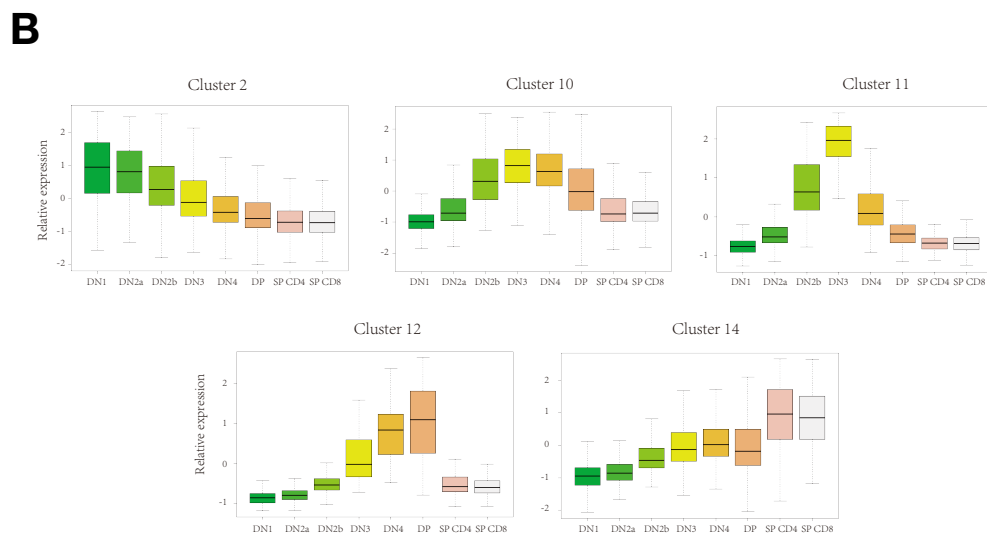 B
Cluster 2
Cluster 10
Cluster 11
Relative expression
2
1
0
-1
-2
DN1 DN2a DN2b DN3 DN4 DP SP CD4 SP CD8
2
1
0
-1
-2
DN1 DN2a DN2b DN3 DN4 DP SP CD4 SP CD8
2
1
0
-1
DN1 DN2a DN2b DN3 DN4 DP SP CD4 SP CD8
Cluster 12
Cluster 14
Relative expression
2
1
0
-1
DN1 DN2a DN2b DN3 DN4 DP SP CD4 SP CD8
2
1
0
-1
-2
DN1 DN2a DN2b DN3 DN4 DP SP CD4 SP CD8